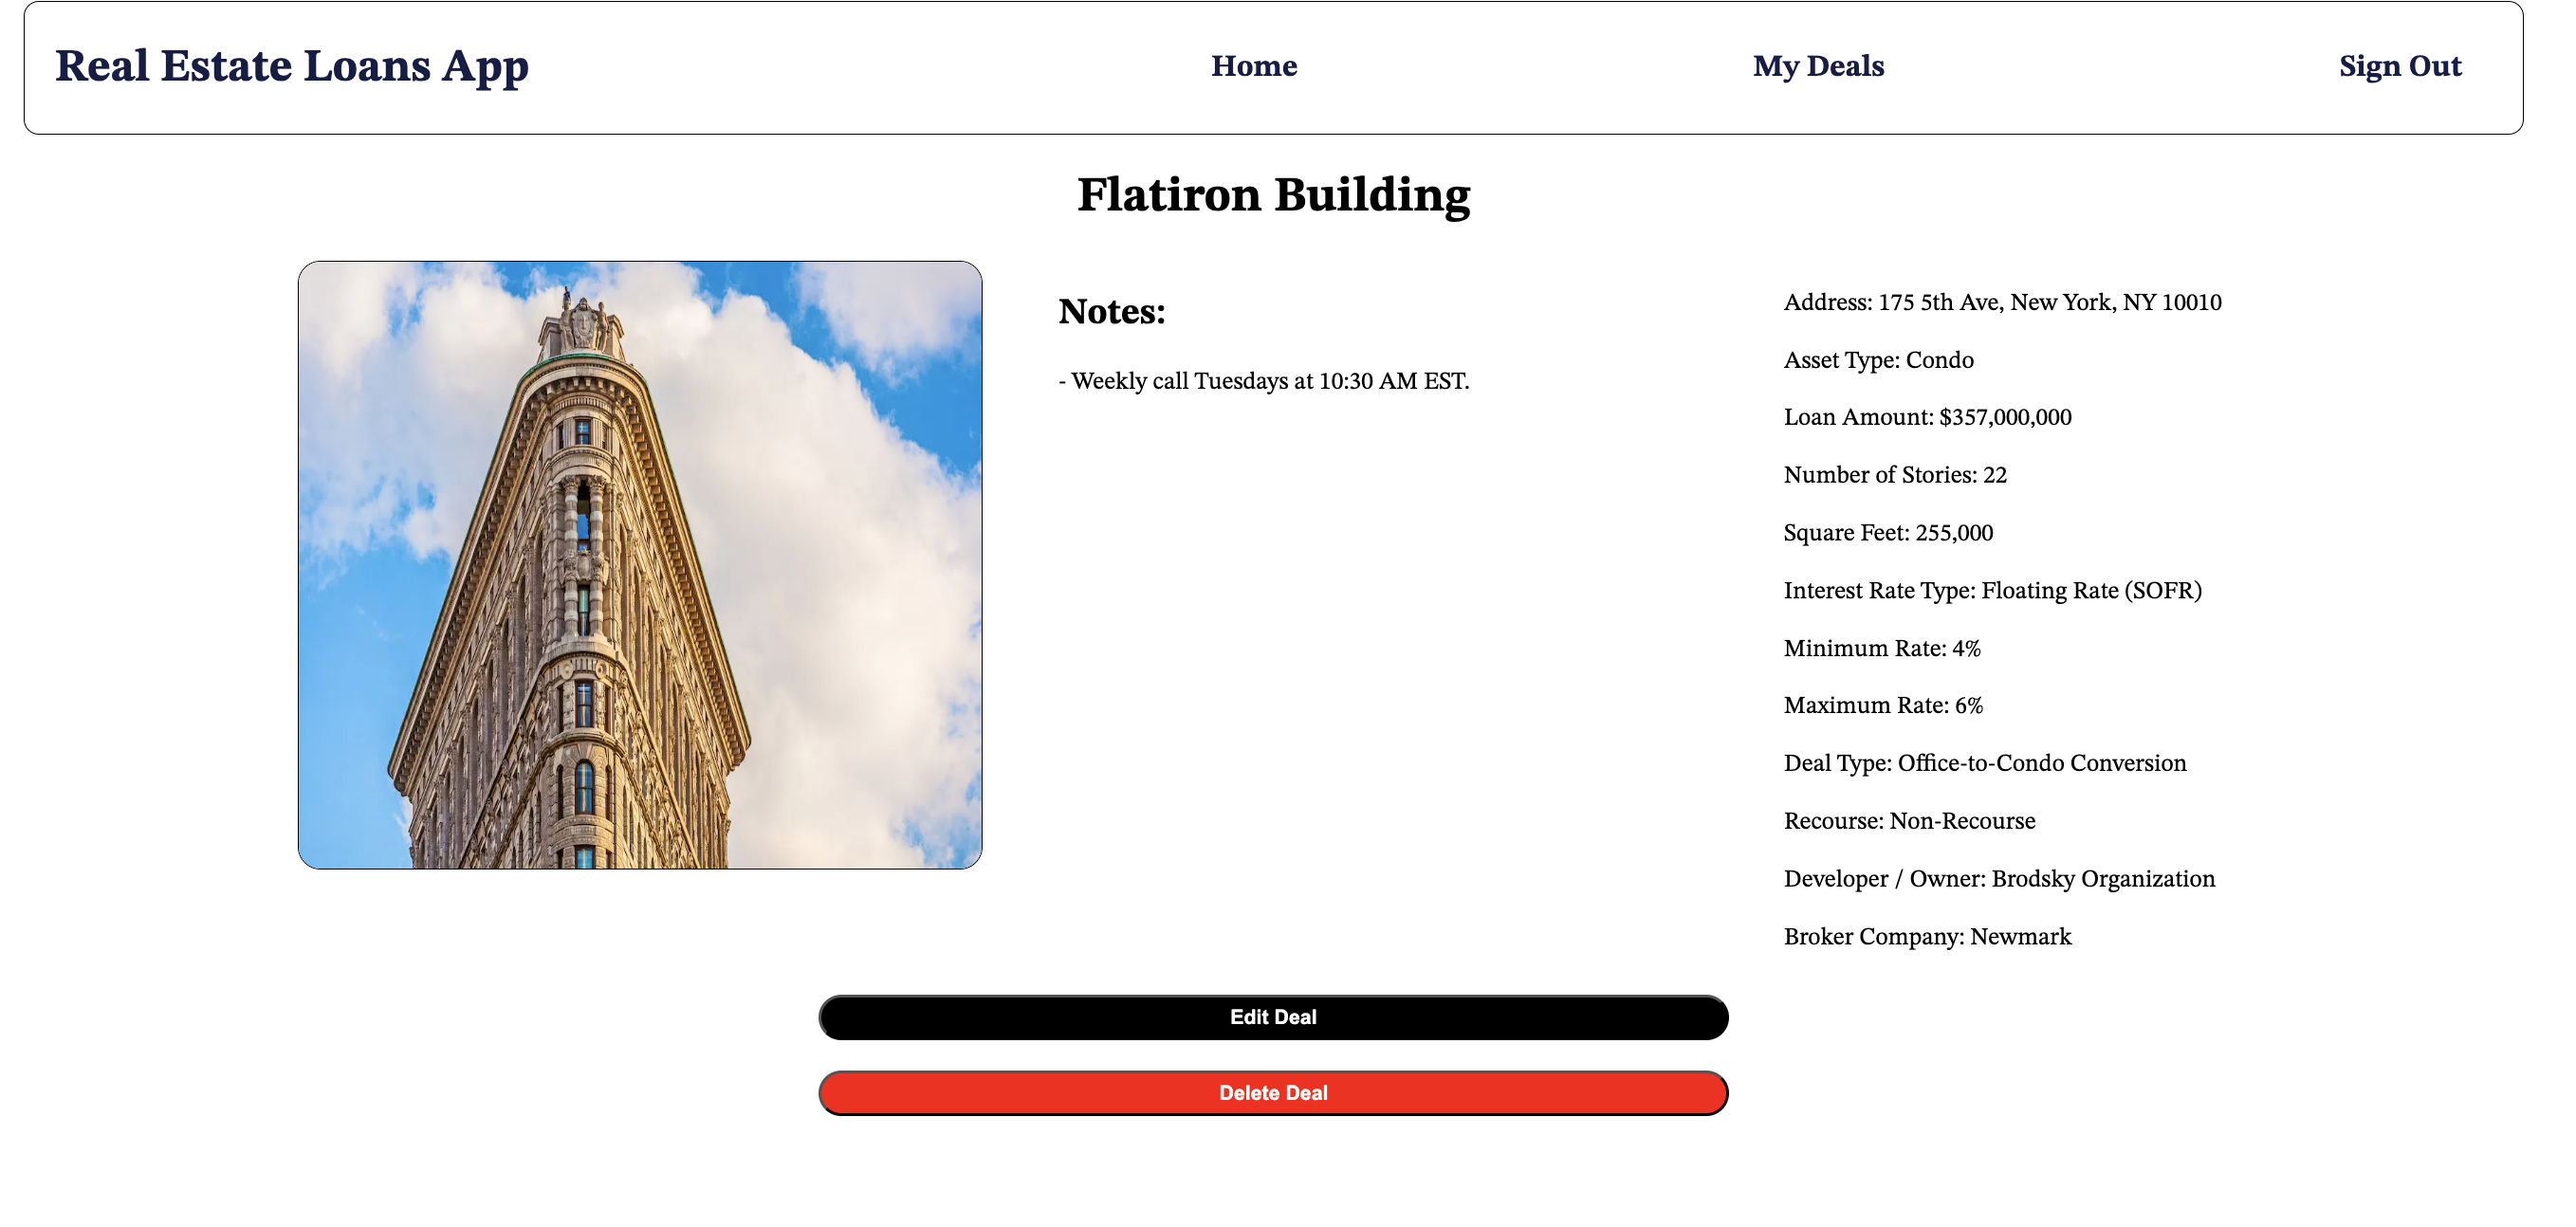 Real Estate Loans App
Home
My Deals
Sign Out
Flatiron Building
Notes:
- Weekly call Tuesdays at 10:30 AM EST.
Address: 175 5th Ave, New York, NY 10010
Asset Type: Condo
Loan Amount: $357,000,000
Number of Stories: 22
Square Feet: 255,000
Interest Rate Type: Floating Rate (SOFR)
Minimum Rate: 4%
Maximum Rate: 6%
Deal Type: Office-to-Condo Conversion
Recourse: Non-Recourse
Developer / Owner: Brodsky Organization
Broker Company: Newmark
Edit Deal
Delete Deal